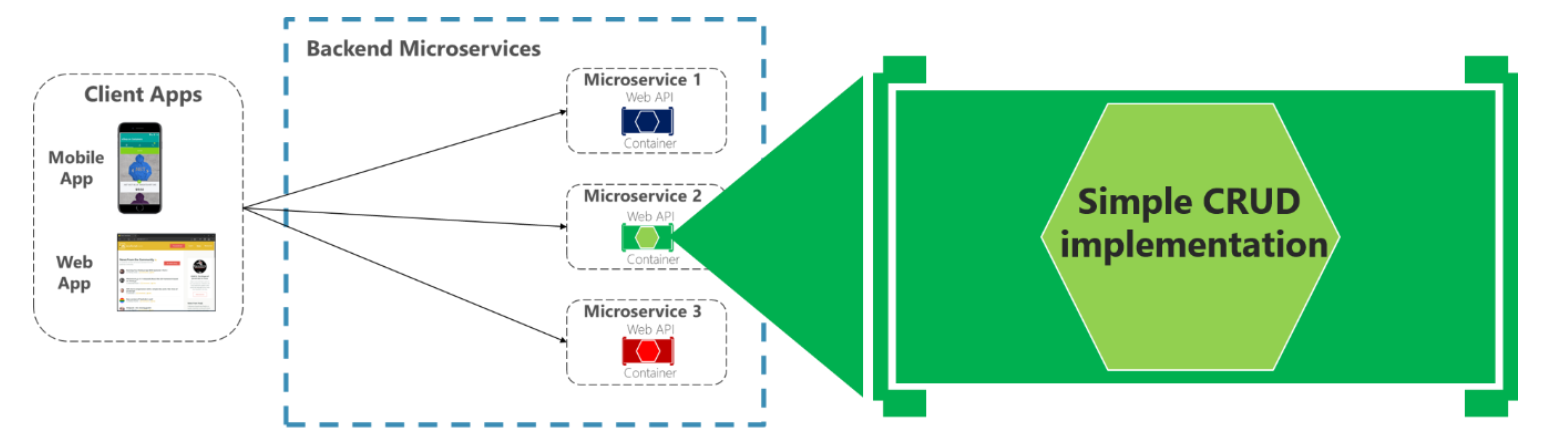 Backend Microservices
Client Apps
Mobile
App
Web
App
Microservice 1
Web API
Container
Microservice 2
Web API
Container
Microservice 3
Web API
Container
Simple CRUD
implementation